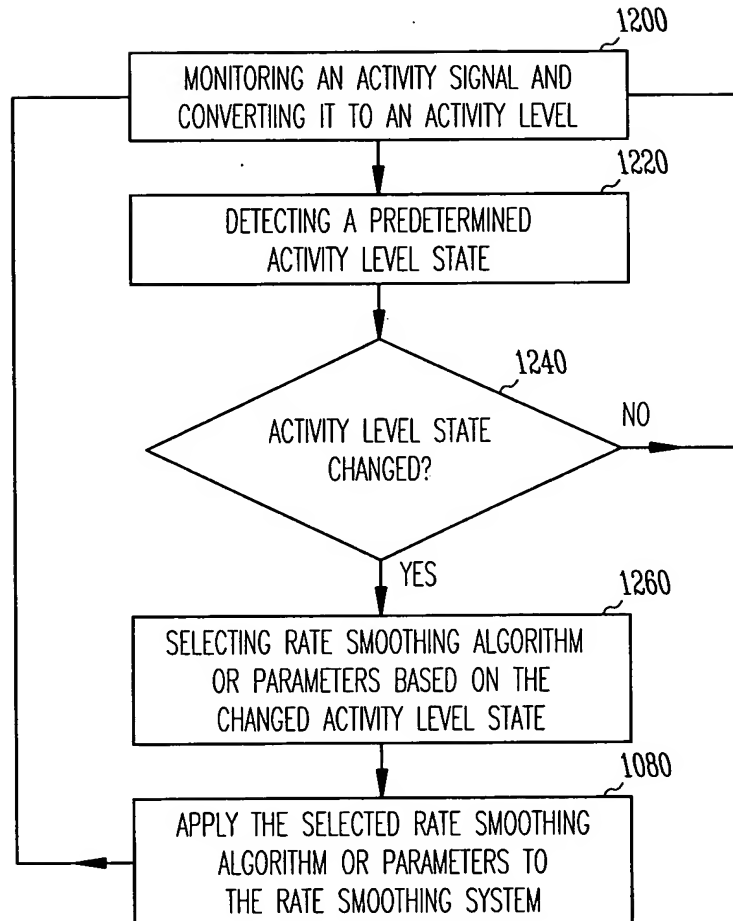 1200
MONITORING AN ACTIVITY SIGNAL AND
CONVERTIING IT TO AN ACTIVITY LEVEL
1220
DETECTING A PREDETERMINED
ACTIVITY LEVEL STATE
1240
ACTIVITY LEVEL STATE
CHANGED?
NO
YES
1260
SELECTING RATE SMOOTHING ALGORITHM
OR PARAMETERS BASED ON THE
CHANGED ACTIVITY LEVEL STATE
1080
APPLY THE SELECTED RATE SMOOTHING
ALGORITHM OR PARAMETERS TO
THE RATE SMOOTHING SYSTEM